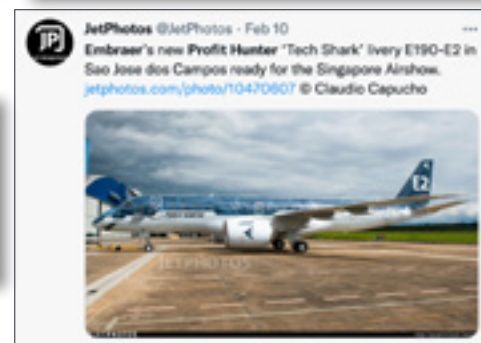 JP
JetPhotos @JetPhotos · Feb 10
Embraer's new Profit Hunter 'Tech Shark' livery E190-E2 in
Sao Jose dos Campos ready for the Singapore Airshow.
jetphotos.com/photo/10470607 © Claudio Capucho
E2
JETPHOTOS